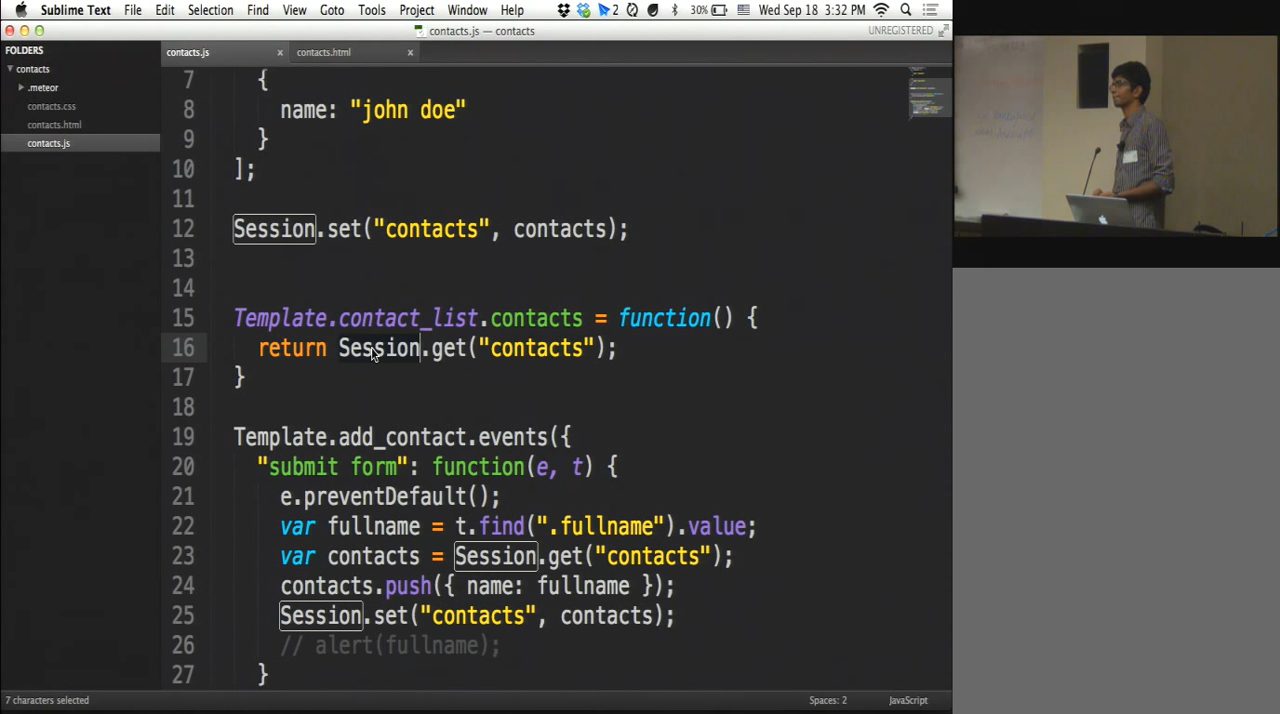 Sublime Text File Edit Selection Find View Goto Tools Project Window Help 2 30% Wed Sep 18 3:32 PM
contacts.js — contacts UNREGISTERED
FOLDERS
contacts
.meteor
contacts.css
contacts.html
contacts.js
contacts.js × contacts.html ×
7 {
8 name: "john doe"
9 }
10 ];
11
12 Session.set("contacts", contacts);
13
14
15 Template.contact_list.contacts = function() {
16 return Session.get("contacts");
17 }
18
19 Template.add_contact.events({
20 "submit form": function(e, t) {
21 e.preventDefault();
22 var fullname = t.find(".fullname").value;
23 var contacts = Session.get("contacts");
24 contacts.push({ name: fullname });
25 Session.set("contacts", contacts);
26 // alert(fullname);
27 }
7 characters selected Spaces: 2 JavaScript